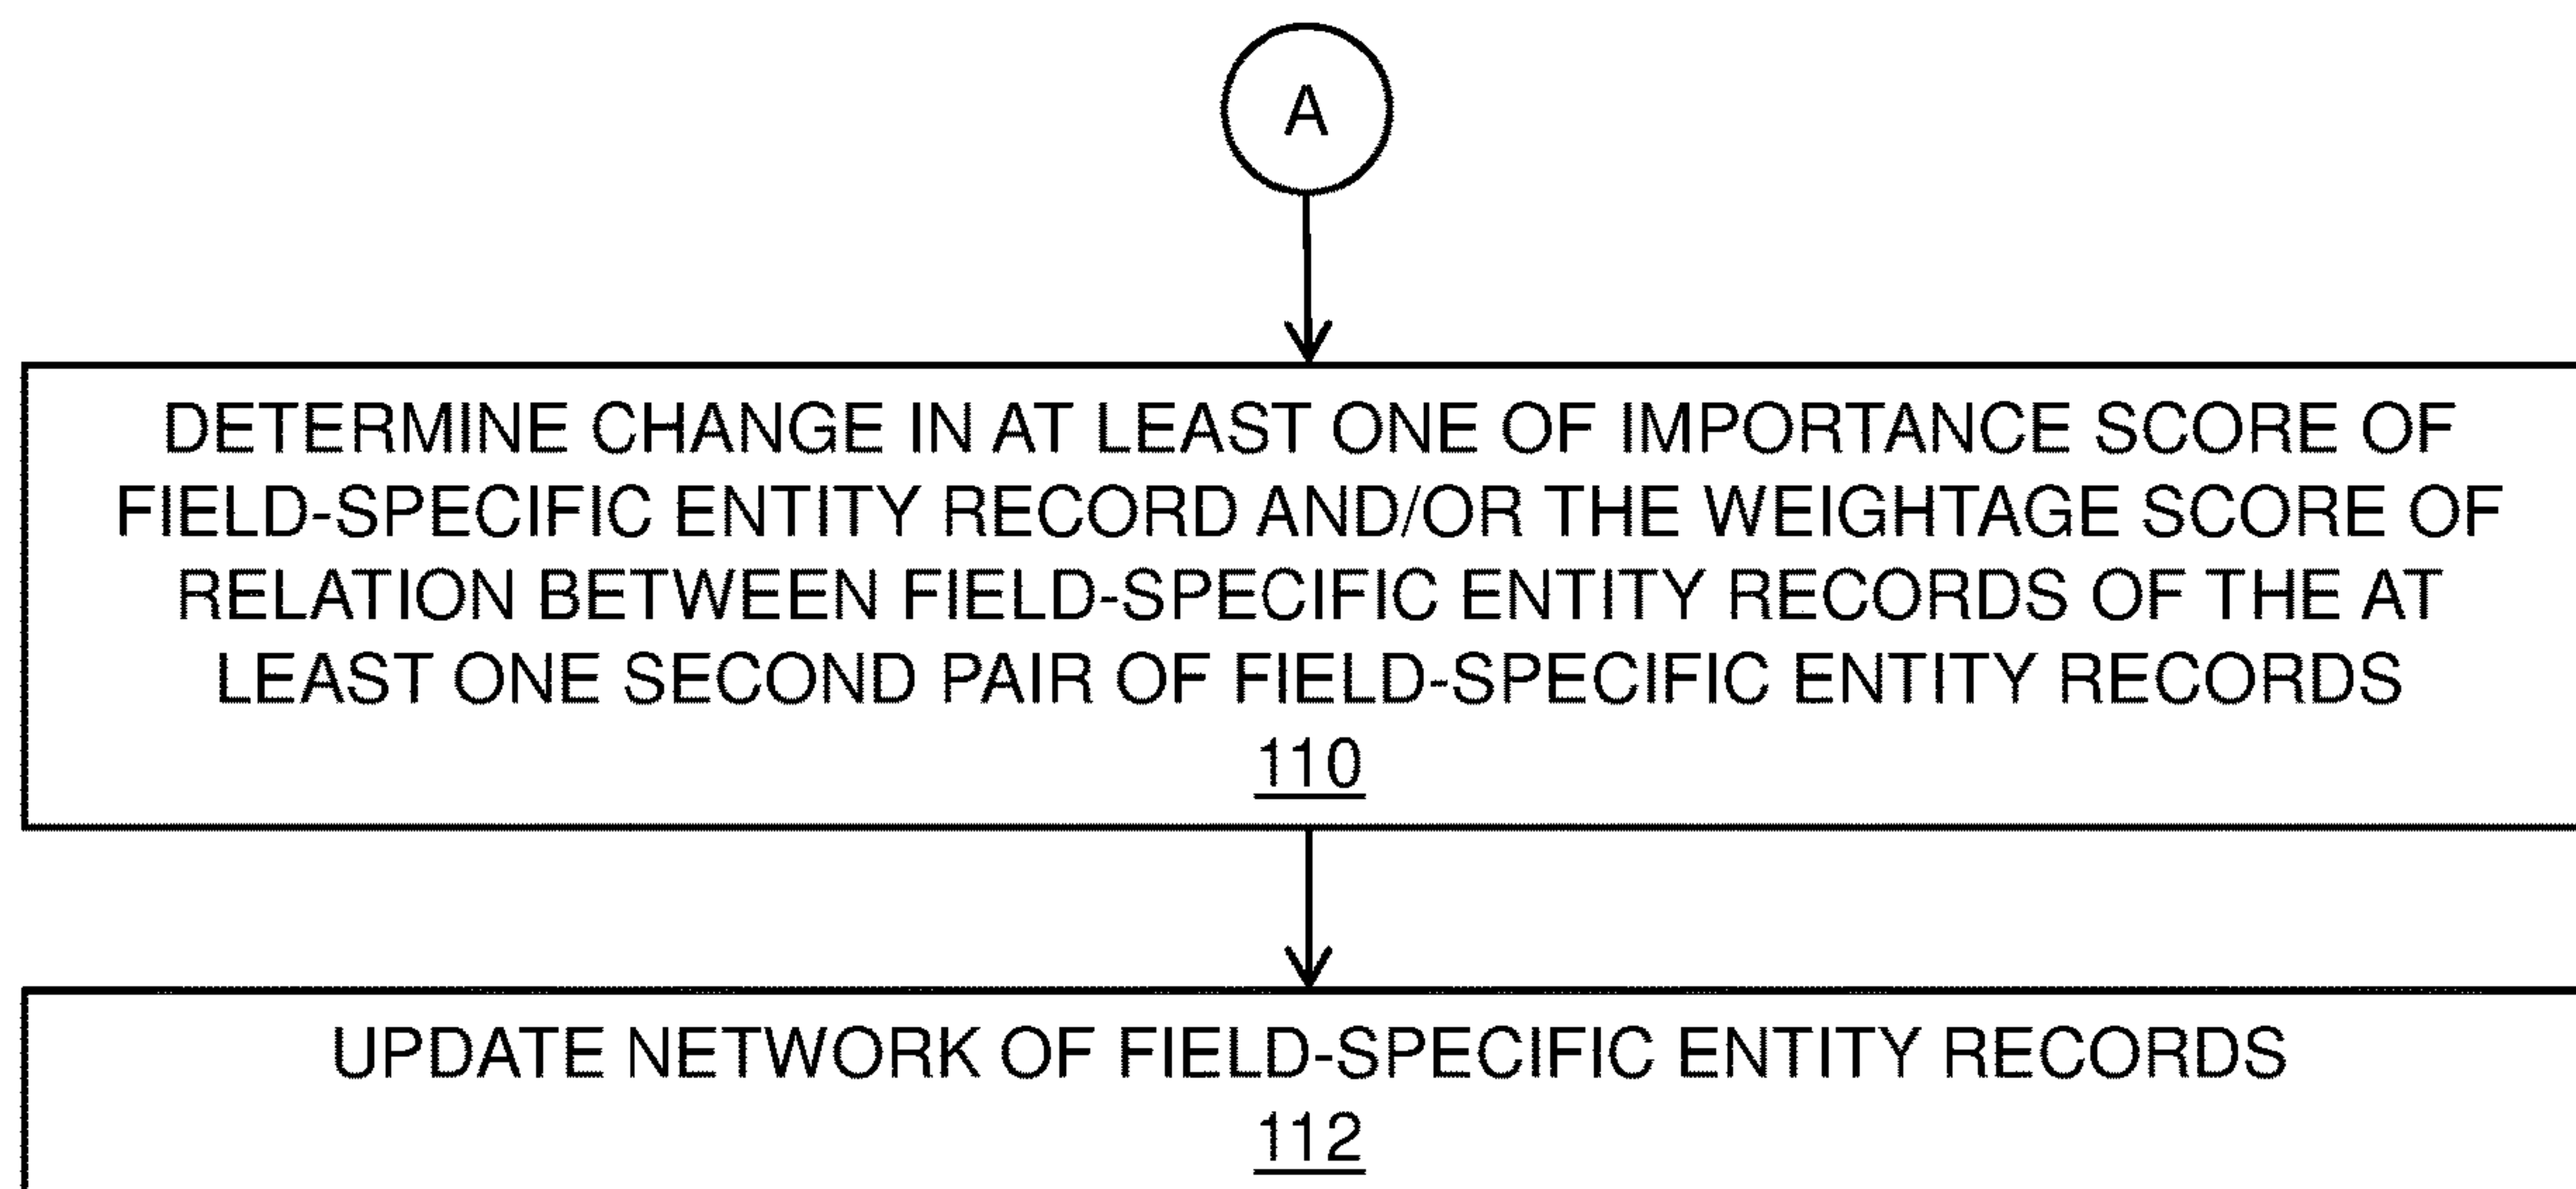 A
DETERMINE CHANGE IN AT LEAST ONE OF IMPORTANCE SCORE OF
FIELD-SPECIFIC ENTITY RECORD AND/OR THE WEIGHTAGE SCORE OF
RELATION BETWEEN FIELD-SPECIFIC ENTITY RECORDS OF THE AT
LEAST ONE SECOND PAIR OF FIELD-SPECIFIC ENTITY RECORDS
110
UPDATE NETWORK OF FIELD-SPECIFIC ENTITY RECORDS
112